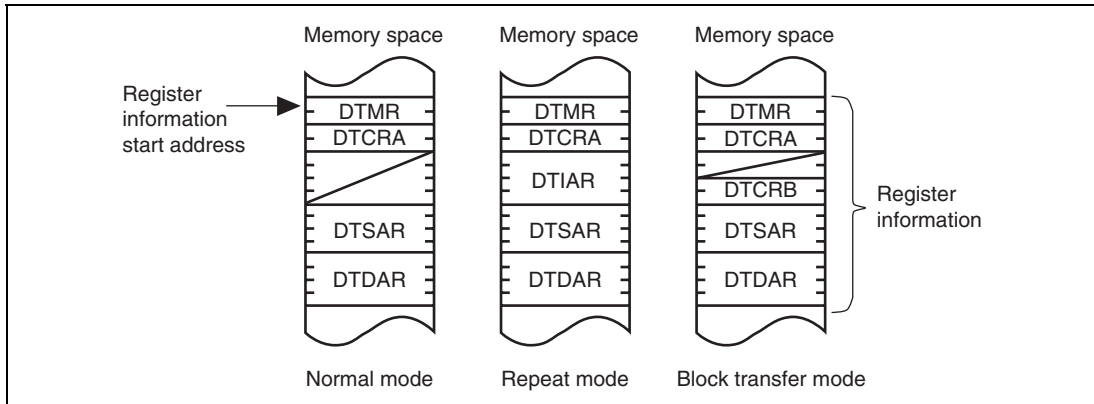 Memory space
Memory space
Memory space
Register
information
start address
DTMR
DTCRA
DTSAR
DTDAR
DTMR
DTCRA
DTIAR
DTSAR
DTDAR
DTMR
DTCRA
DTCRB
DTSAR
DTDAR
Register
information
Normal mode
Repeat mode
Block transfer mode